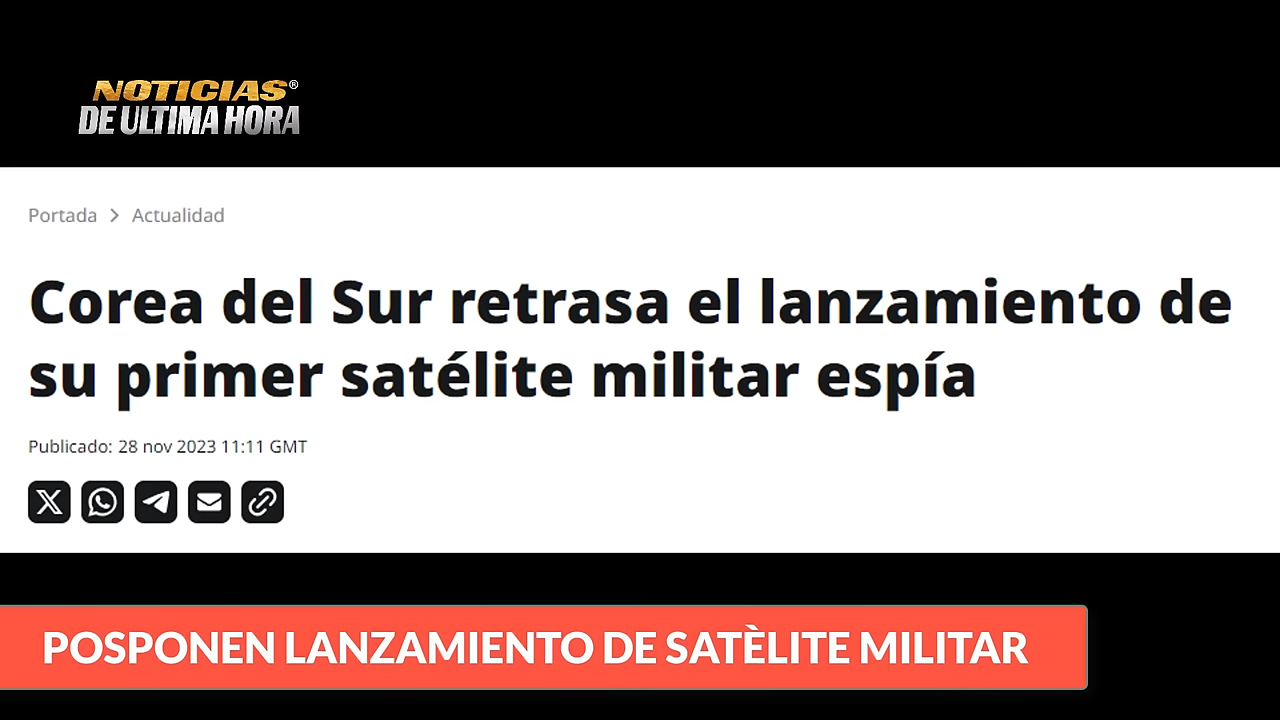 NOTICIAS®
DE ULTIMA HORA
Portada > Actualidad
Corea del Sur retrasa el lanzamiento de
su primer satélite militar espía
Publicado: 28 nov 2023 11:11 GMT
POSPONEN LANZAMIENTO DE SATÈLITE MILITAR